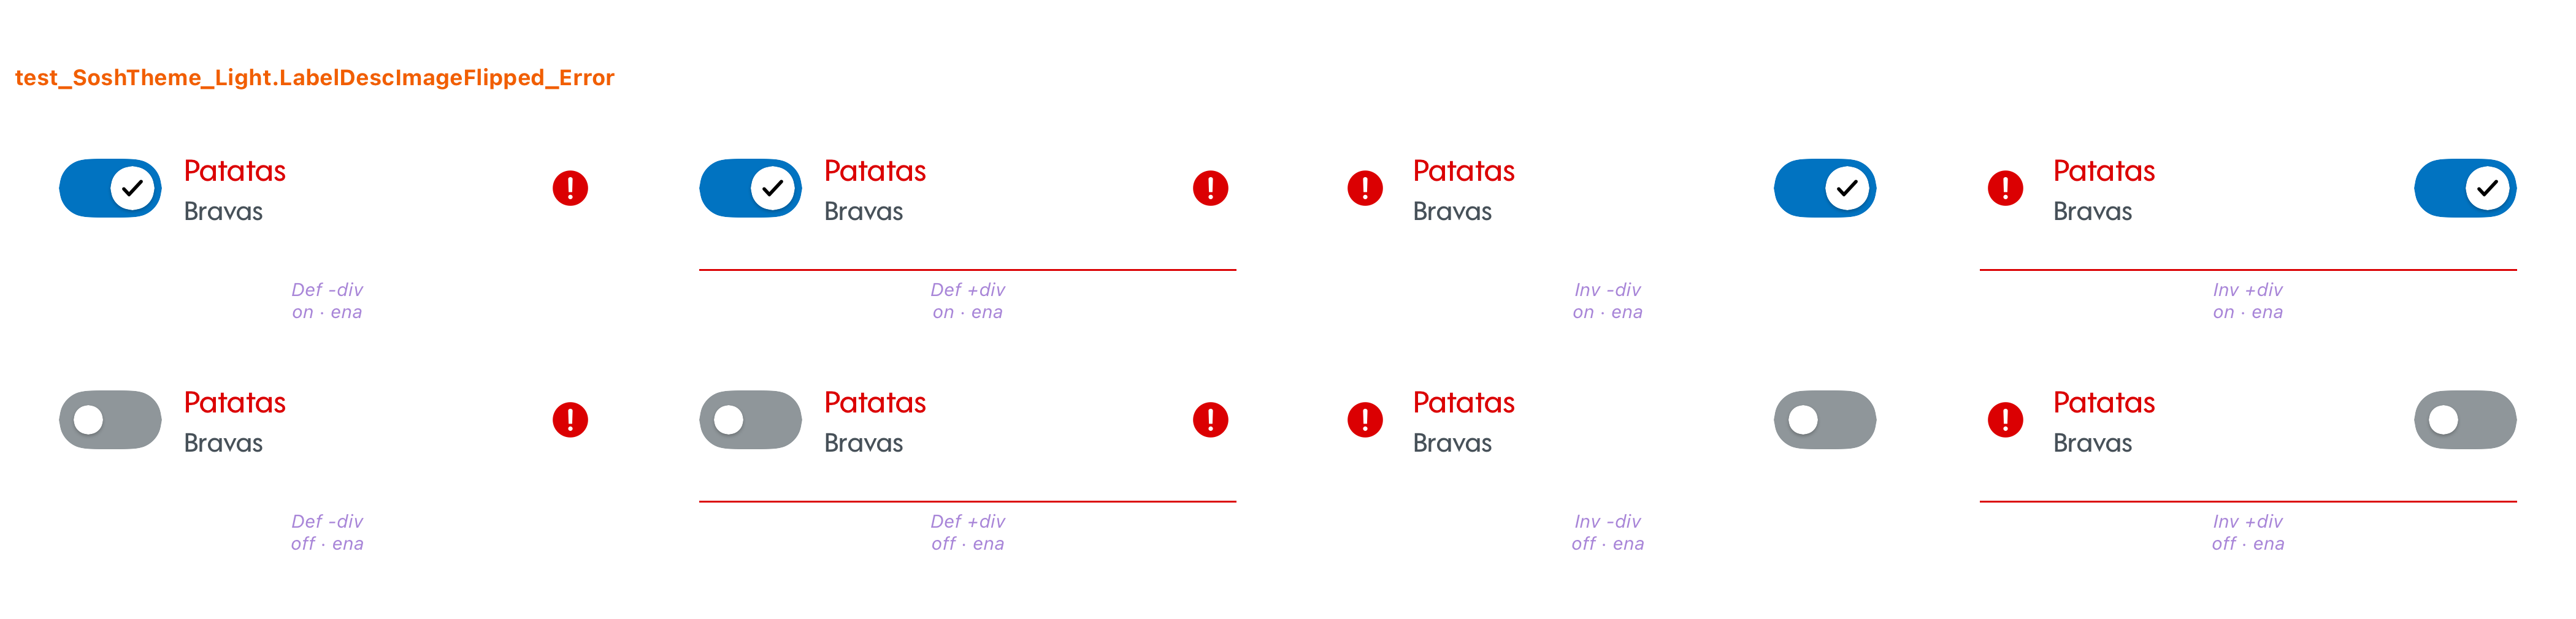 test_SoshTheme_Light.LabelDescImageFlipped_Error
Patatas
Bravas
Def -div
on · ena
Patatas
Bravas
Def +div
on · ena
Patatas
Bravas
Inv -div
on · ena
Patatas
Bravas
Inv +div
on · ena
Patatas
Bravas
Def -div
off · ena
Patatas
Bravas
Def +div
off · ena
Patatas
Bravas
Inv -div
off · ena
Patatas
Bravas
Inv +div
off · ena